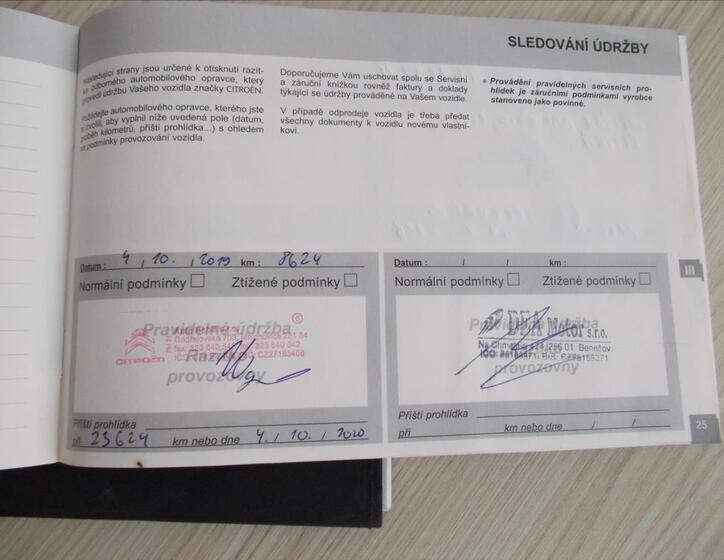 SLEDOVÁNÍ ÚDRŽBY
strany jsou určené k otisknutí razít-
odborného automobilového opravce, který
údržbu Vašeho vozidla značky CITROËN.
automobilového opravce, kterého jste
zvolili, aby vyplnil níže uvedená pole (datum,
kilometrů, příští prohlídka...) s ohledem
na podmínky provozování vozidla.
Doporučujeme Vám uschovat spolu se Servisní
a záruční knížkou rovněž faktury a doklady
týkající se údržby prováděné na Vašem vozidle.
V případě odprodeje vozidla je třeba předat
všechny dokumenty k vozidlu novému vlastní-
kovi.
• Provádění pravidelných servisních pro-
hlídek je záručními podmínkami výrobce
stanoveno jako povinné.
Datum : 4 / 10. / 2019 km : 8624
Normální podmínky Ztížené podmínky
Pravidelná údržba
Razítko
provozovny
CITROËN
Příští prohlídka
při 23624 km nebo dne 4. / 10. / 2020
Datum : / / km :
Normální podmínky Ztížené podmínky
Pravidelná údržba
Motor s.r.o.
256 01 Benešov
provozovny
Příští prohlídka
při km nebo dne / /
III
25